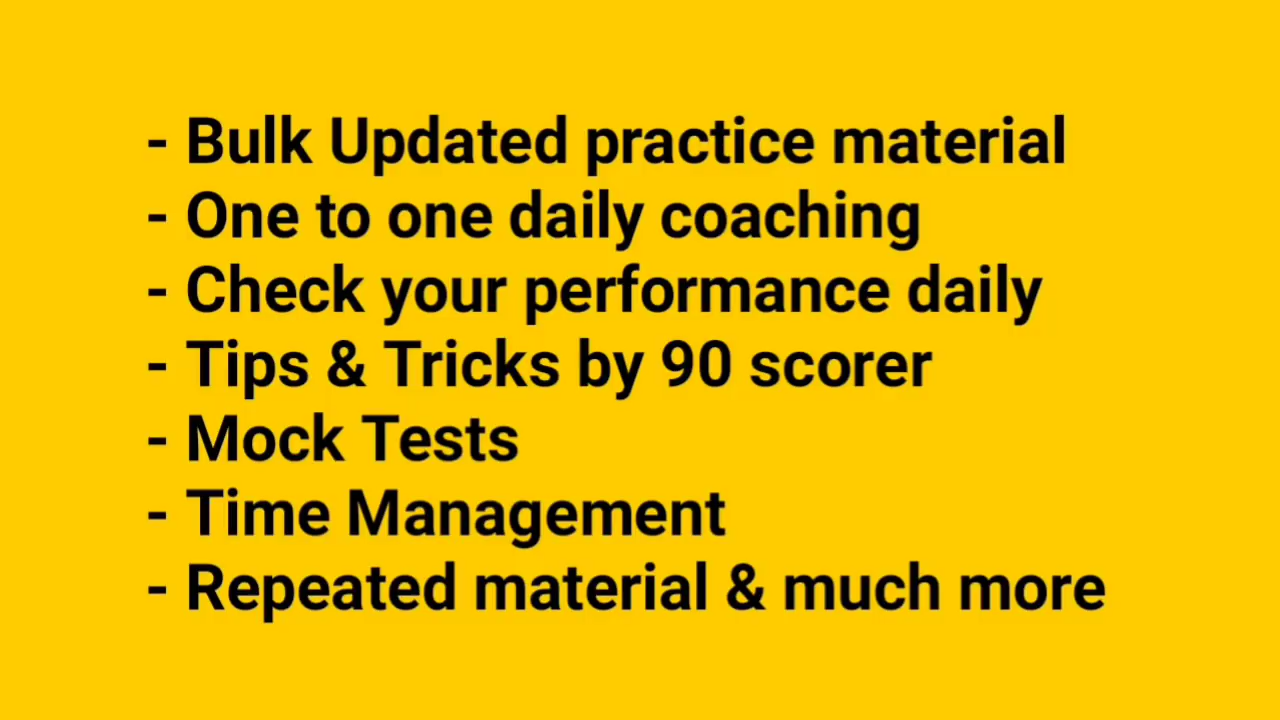 - Bulk Updated practice material
- One to one daily coaching
- Check your performance daily
- Tips & Tricks by 90 scorer
- Mock Tests
- Time Management
- Repeated material & much more